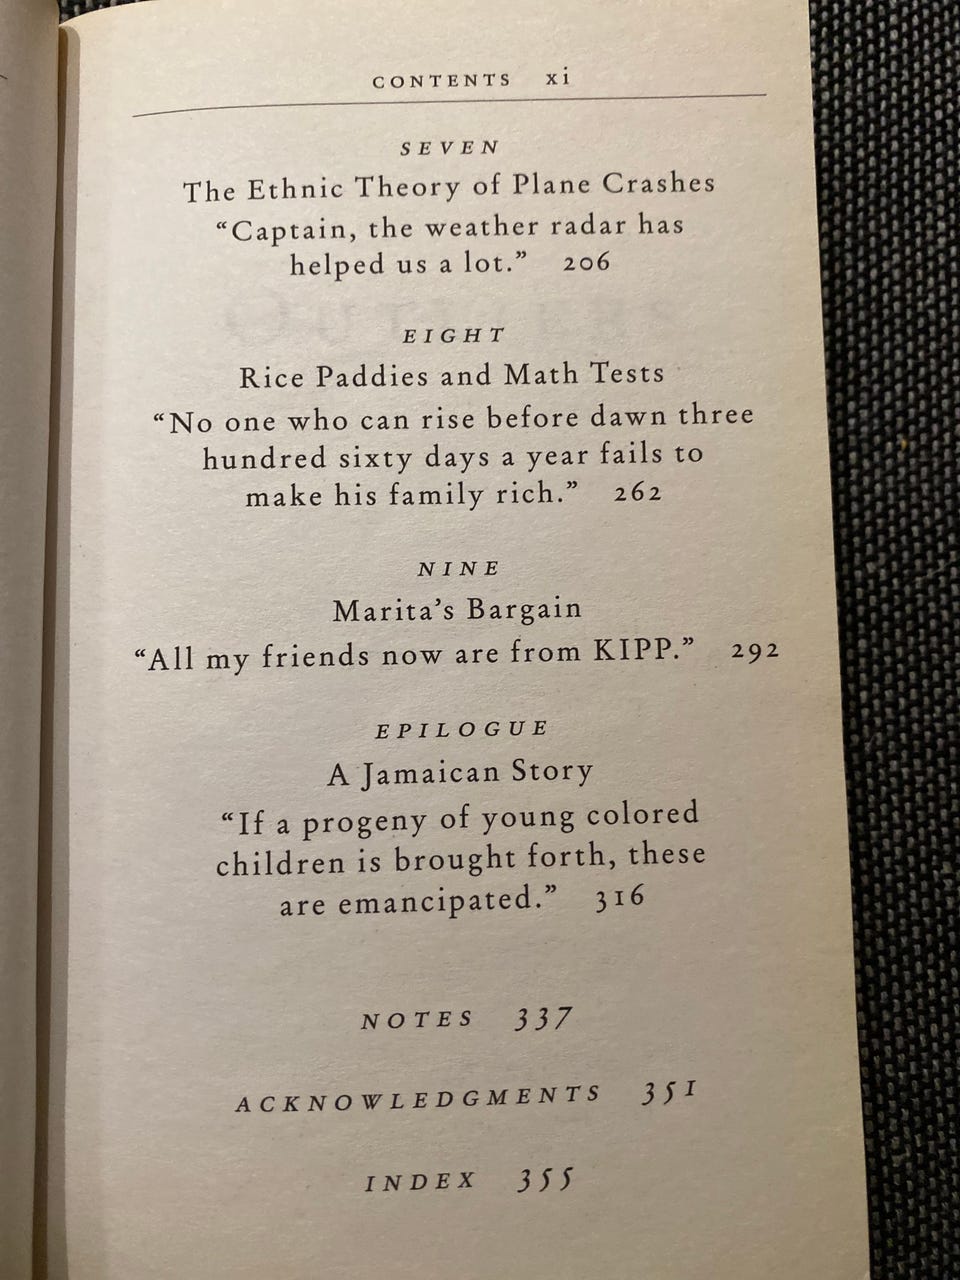 CONTENTS xi
SEVEN
The Ethnic Theory of Plane Crashes
“Captain, the weather radar has
helped us a lot.” 206
EIGHT
Rice Paddies and Math Tests
“No one who can rise before dawn three
hundred sixty days a year fails to
make his family rich.” 262
NINE
Marita’s Bargain
“All my friends now are from KIPP.” 292
EPILOGUE
A Jamaican Story
“If a progeny of young colored
children is brought forth, these
are emancipated.” 316
NOTES 337
ACKNOWLEDGMENTS 351
INDEX 355